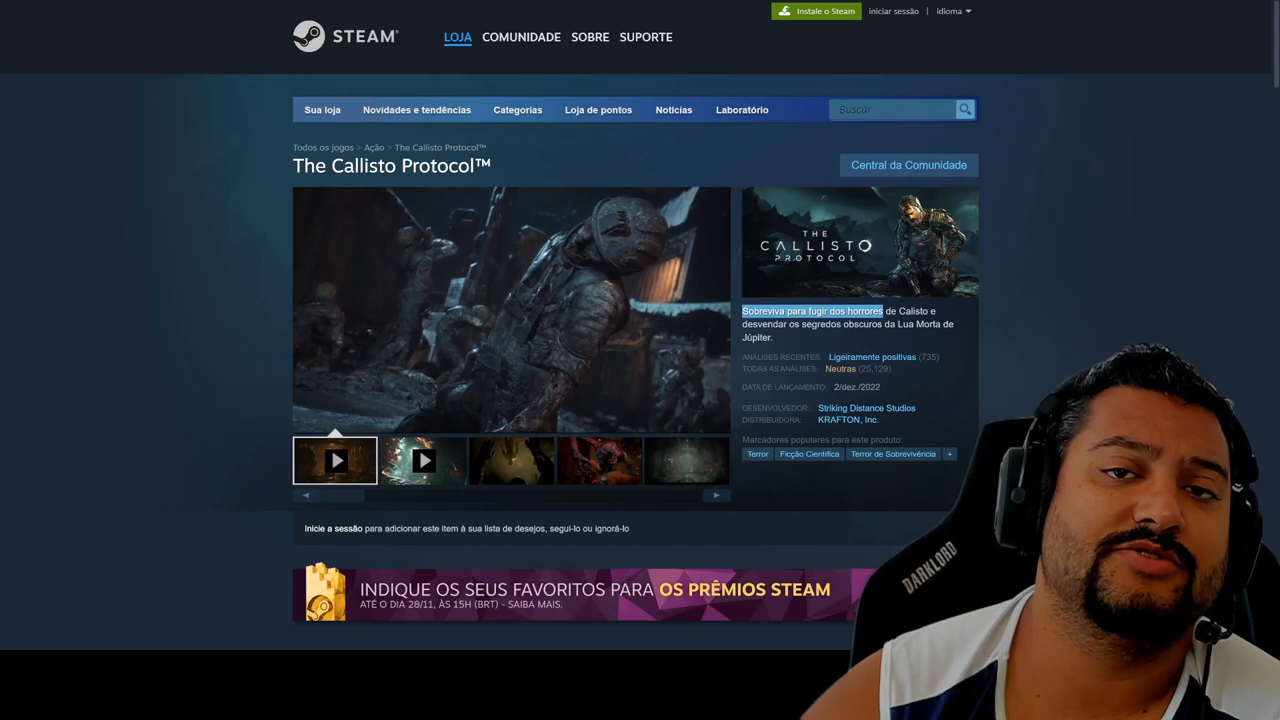 Instale o Steam
iniciar sessão | idioma
STEAM®
LOJA COMUNIDADE SOBRE SUPORTE
Sua loja Novidades e tendências Categorias Loja de pontos Notícias Laboratório Buscar
Todos os jogos > Ação > The Callisto Protocol™
The Callisto Protocol™
Central da Comunidade
THE
CALLISTO
PROTOCOL
Sobreviva para fugir dos horrores de Calisto e
desvendar os segredos obscuros da Lua Morta de
Júpiter.
ANÁLISES RECENTES: Ligeiramente positivas (735)
TODAS AS ANÁLISES: Neutras (25,129)
DATA DE LANÇAMENTO: 2/dez./2022
DESENVOLVEDOR: Striking Distance Studios
DISTRIBUIDORA: KRAFTON, Inc.
Marcadores populares para este produto:
Terror Ficção Científica Terror de Sobrevivência +
Inicie a sessão para adicionar este item à sua lista de desejos, segui-lo ou ignorá-lo
INDIQUE OS SEUS FAVORITOS PARA OS PRÊMIOS STEAM
ATÉ O DIA 28/11, ÀS 15H (BRT) - SAIBA MAIS.
DARKLORD